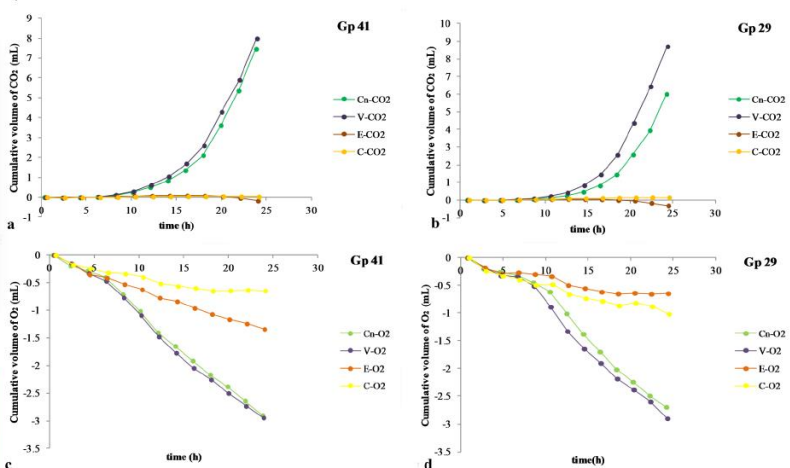 Gp 41
Cumulative volume of CO2 (mL)
9
8
7
6
5
4
3
2
1
0
-1
0
5
10
15
20
25
30
time (h)
Cn-CO2
V-CO2
E-CO2
C-CO2
a
Gp 29
Cumulative volume of CO2 (mL)
10
9
8
7
6
5
4
3
2
1
0
-1
0
5
10
15
20
25
30
time (h)
Cn-CO2
V-CO2
E-CO2
C-CO2
b
Gp 41
Cumulative volume of O2 (mL)
0
-0.5
-1
-1.5
-2
-2.5
-3
-3.5
0
5
10
15
20
25
30
time (h)
Cn-O2
V-O2
E-O2
C-O2
c
Gp 29
Cumulative volume of O2 (mL)
0
-0.5
-1
-1.5
-2
-2.5
-3
-3.5
0
5
10
15
20
25
30
time(h)
Cn-O2
V-O2
E-O2
C-O2
d